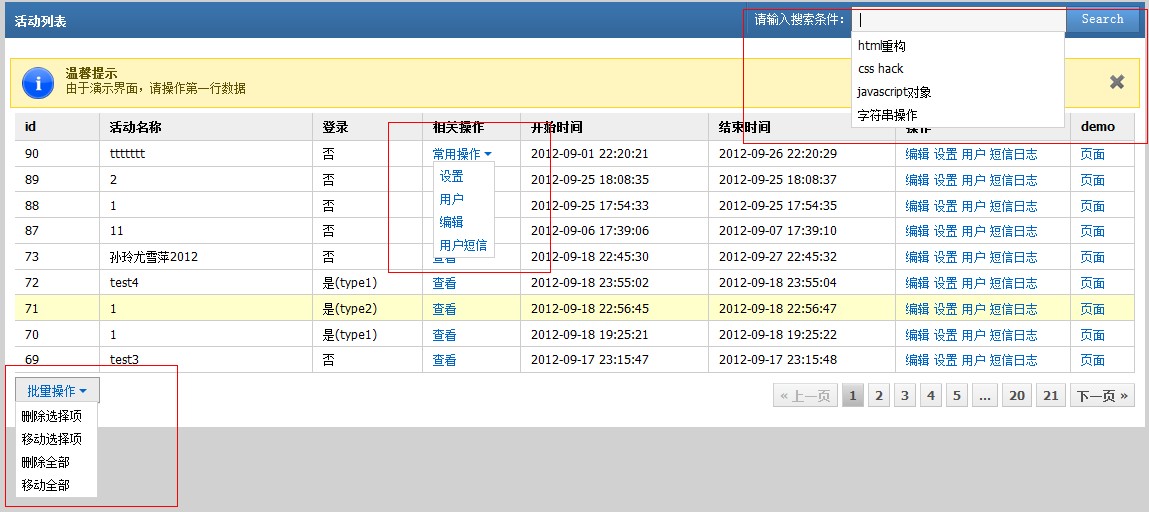 活动列表 请输入搜索条件： Search
html重构
css hack
javascript对象
字符串操作
温馨提示
由于演示界面，请操作第一行数据
id 活动名称 登录 相关操作 开始时间 结束时间 操作 demo
90 ttttttt 否 常用操作 2012-09-01 22:20:21 2012-09-26 22:20:29 编辑 设置 用户 短信日志 页面
设置
用户
编辑
用户短信
89 2 否 2012-09-25 18:08:35 2012-09-25 18:08:37 编辑 设置 用户 短信日志 页面
88 1 否 2012-09-25 17:54:33 2012-09-25 17:54:35 编辑 设置 用户 短信日志 页面
87 11 否 2012-09-06 17:39:06 2012-09-07 17:39:10 编辑 设置 用户 短信日志 页面
73 孙玲尤雪萍2012 否 查看 2012-09-18 22:45:30 2012-09-27 22:45:32 编辑 设置 用户 短信日志 页面
72 test4 是(type1) 查看 2012-09-18 23:55:02 2012-09-18 23:55:04 编辑 设置 用户 短信日志 页面
71 1 是(type2) 查看 2012-09-18 22:56:45 2012-09-18 22:56:47 编辑 设置 用户 短信日志 页面
70 1 是(type1) 查看 2012-09-18 19:25:21 2012-09-18 19:25:22 编辑 设置 用户 短信日志 页面
69 test3 否 查看 2012-09-17 23:15:47 2012-09-17 23:15:48 编辑 设置 用户 短信日志 页面
批量操作 « 上一页 1 2 3 4 5 ... 20 21 下一页 »
删除选择项
移动选择项
删除全部
移动全部